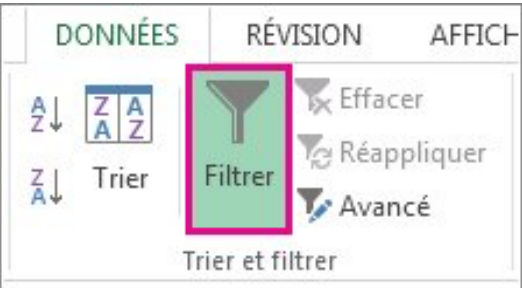 DONNÉES RÉVISION AFFICH
A
Z
Z A
A Z
Effacer
Réappliquer
Z
A
Trier
Filtrer
Avancé
Trier et filtrer